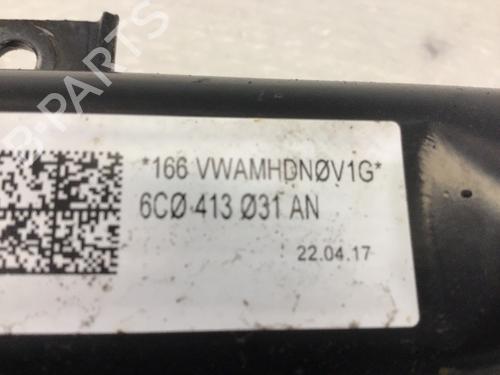 *166 VWAMHDNØV1G*
6CØ 413 Ø31 AN
22.04.17